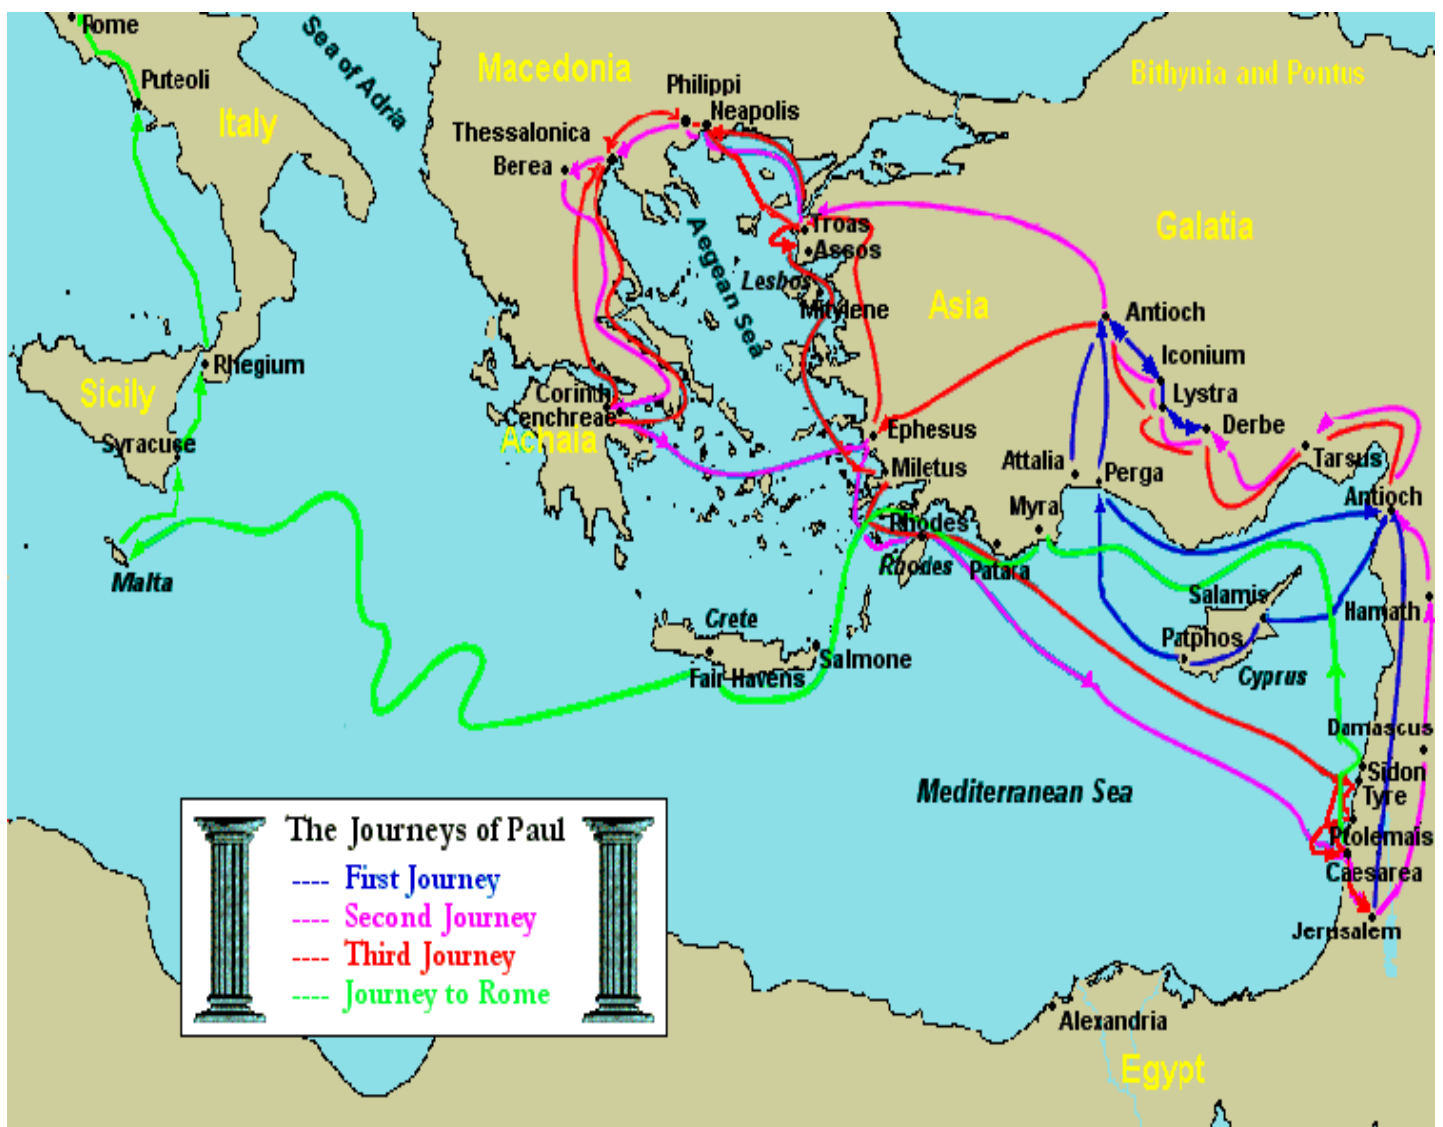 Rome
Puteoli
Italy
Sea of Adria
Macedonia
Philippi
Neapolis
Thessalonica
Berea
Bithynia and Pontus
Galatia
Troas
Assos
Aegean Sea
Lesbos
Mitylene
Asia
Antioch
Iconium
Lystra
Derbe
Rhegium
Sicily
Syracuse
Corinth
Cenchreae
Achaia
Ephesus
Miletus
Attalia
Perga
Tarsus
Antioch
Myra
Rhodes
Rhodes
Patara
Malta
Crete
Salmone
Fair Havens
Salamis
Patphos
Cyprus
Hamath
Damascus
Sidon
Tyre
Ptolemais
Caesarea
Jerusalem
Mediterranean Sea
The Journeys of Paul
---- First Journey
---- Second Journey
---- Third Journey
---- Journey to Rome
Alexandria
Egypt